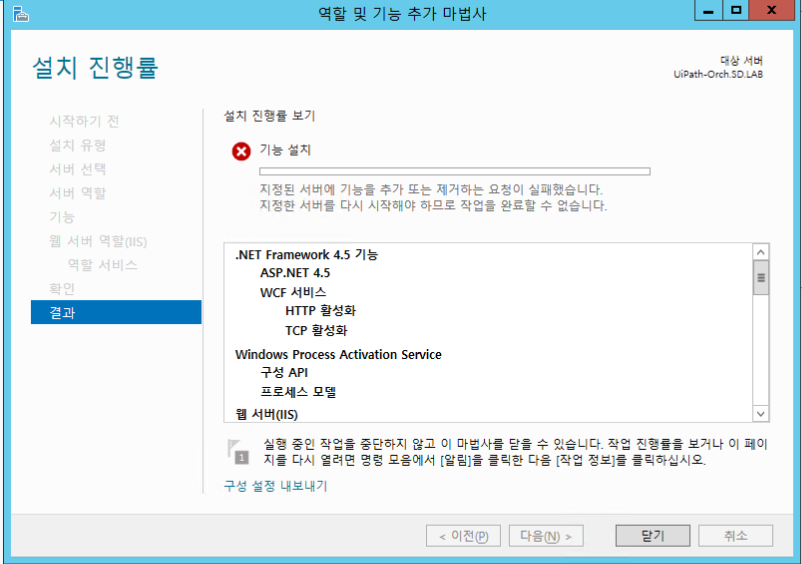 역할 및 기능 추가 마법사
설치 진행률
대상 서버
UiPath-Orch.SD.LAB
시작하기 전
설치 유형
서버 선택
서버 역할
기능
웹 서버 역할(IIS)
역할 서비스
확인
결과
설치 진행률 보기
기능 설치
지정된 서버에 기능을 추가 또는 제거하는 요청이 실패했습니다.
지정한 서버를 다시 시작해야 하므로 작업을 완료할 수 없습니다.
.NET Framework 4.5 기능
ASP.NET 4.5
WCF 서비스
HTTP 활성화
TCP 활성화
Windows Process Activation Service
구성 API
프로세스 모델
웹 서버(IIS)
1
실행 중인 작업을 중단하지 않고 이 마법사를 닫을 수 있습니다. 작업 진행률을 보거나 이 페이
지를 다시 열려면 명령 모음에서 [알림]을 클릭한 다음 [작업 정보]를 클릭하십시오.
구성 설정 내보내기
< 이전(P)
다음(N) >
닫기
취소